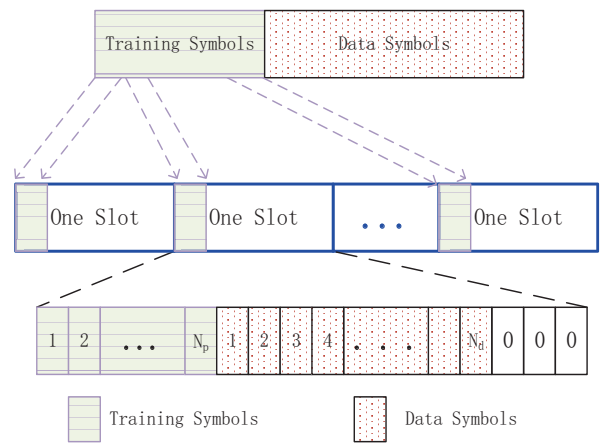 Training Symbols Data Symbols
One Slot One Slot ... One Slot
1 2 ... Nₚ 1 2 3 4 ... N_d 0 0 0
Training Symbols Data Symbols